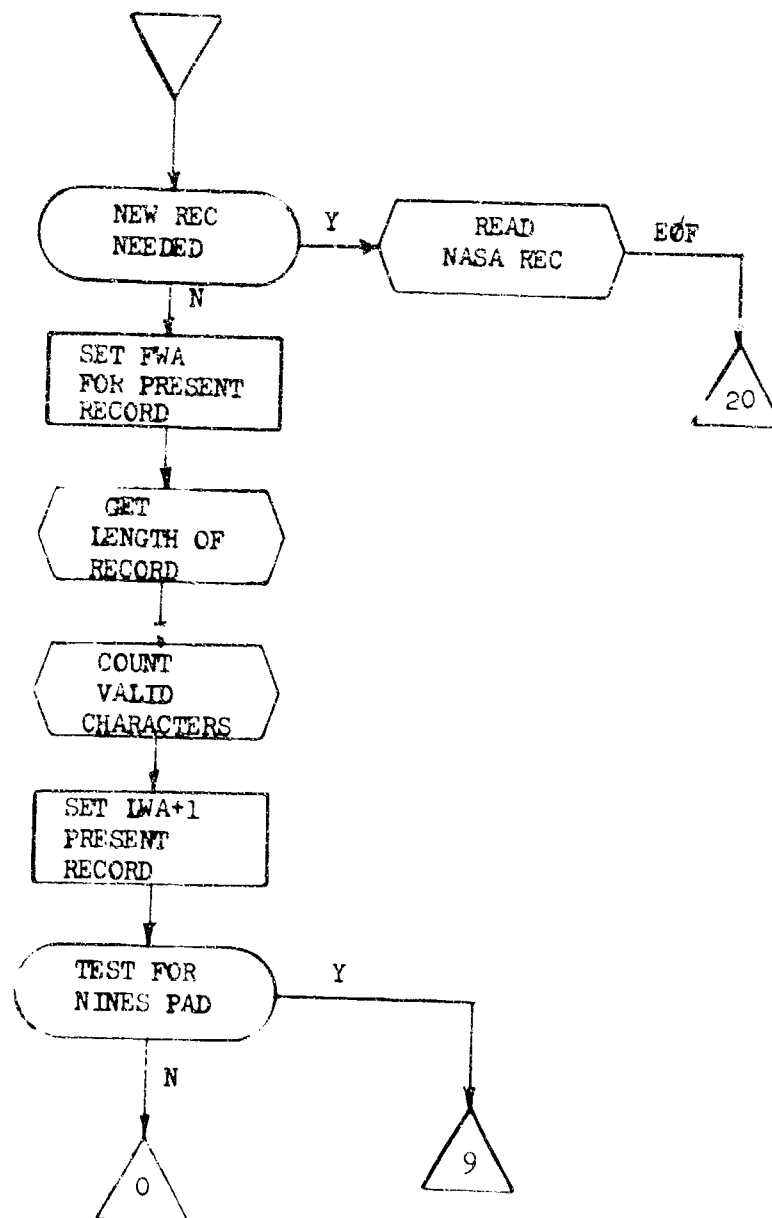 NEW REC
NEEDED
Y
READ
NASA REC
EØF
N
20
SET FWA
FOR PRESENT
RECORD
GET
LENGTH OF
RECORD
COUNT
VALID
CHARACTERS
SET LWA+1
PRESENT
RECORD
TEST FOR
NINES PAD
Y
N
9
0